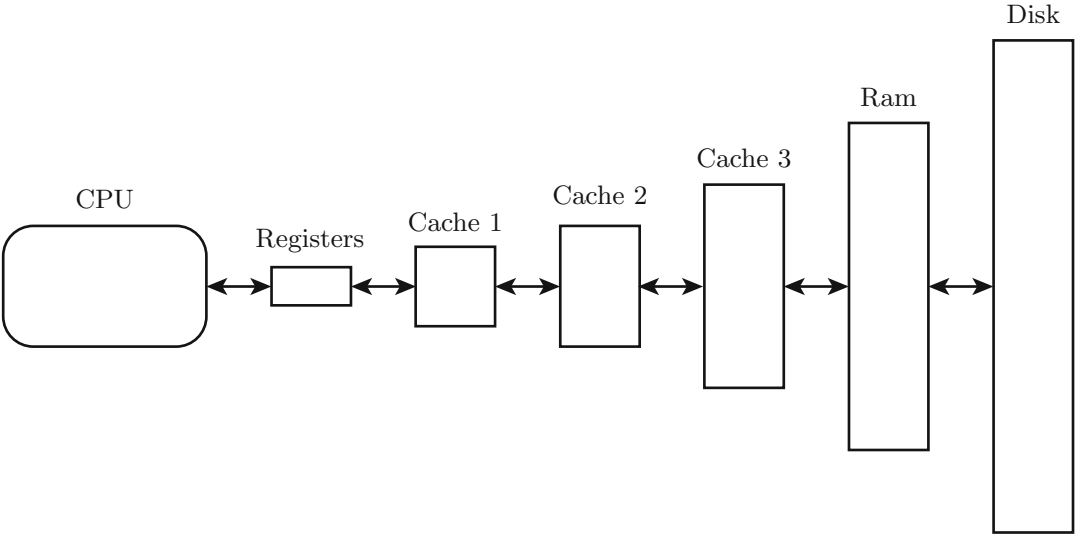 CPU
Registers
Cache 1
Cache 2
Cache 3
Ram
Disk